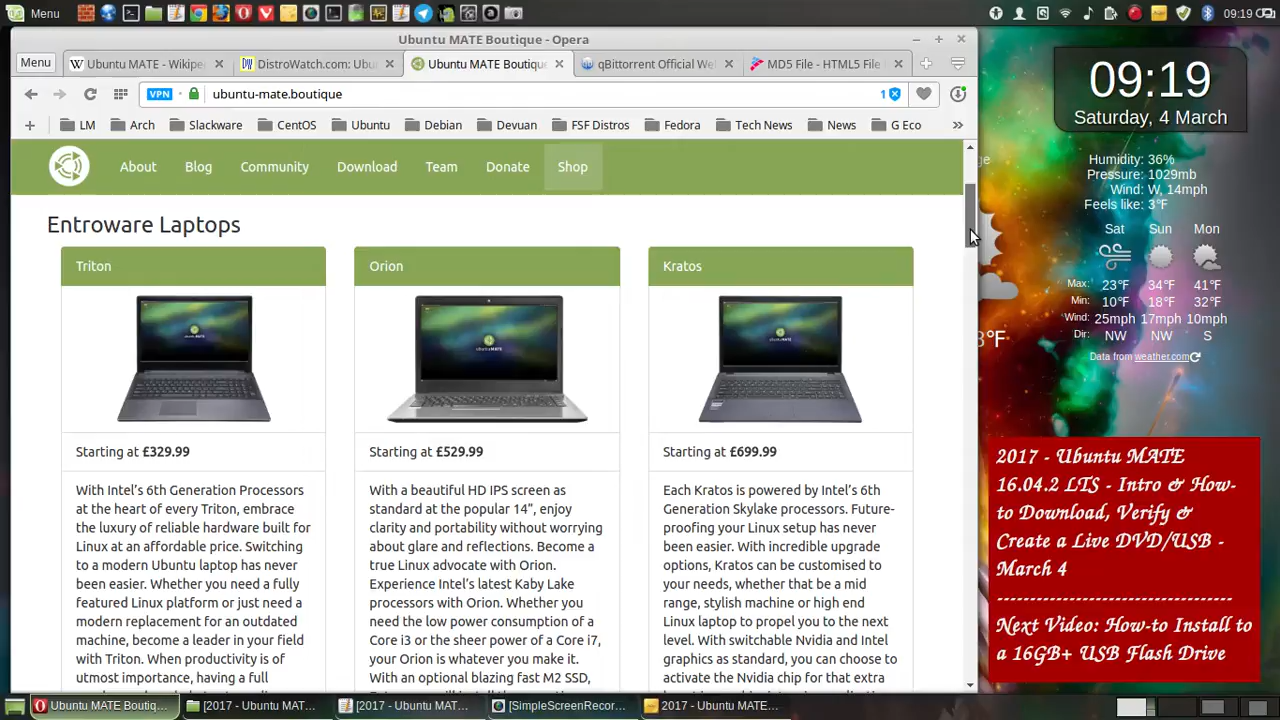 Menu
09:19
Ubuntu MATE Boutique - Opera
Menu
Ubuntu MATE - Wikipe
DistroWatch.com: Ubu
Ubuntu MATE Boutique
qBittorrent Official Web
MD5 File - HTML5 File
VPN
ubuntu-mate.boutique
1
LM
Arch
Slackware
CentOS
Ubuntu
Debian
Devuan
FSF Distros
Fedora
Tech News
News
G Eco
»
About
Blog
Community
Download
Team
Donate
Shop
Entroware Laptops
Triton
Starting at £329.99
With Intel’s 6th Generation Processors
at the heart of every Triton, embrace
the luxury of reliable hardware built for
Linux at an affordable price. Switching
to a modern Ubuntu laptop has never
been easier. Whether you need a fully
featured Linux platform or just need a
modern replacement for an outdated
machine, become a leader in your field
with Triton. When productivity is of
utmost importance, having a full
Orion
Starting at £529.99
With a beautiful HD IPS screen as
standard at the popular 14", enjoy
clarity and portability without worrying
about glare and reflections. Become a
true Linux advocate with Orion.
Experience Intel’s latest Kaby Lake
processors with Orion. Whether you
need the low power consumption of a
Core i3 or the sheer power of a Core i7,
your Orion is whatever you make it.
With an optional blazing fast M2 SSD,
Kratos
Starting at £699.99
Each Kratos is powered by Intel’s 6th
Generation Skylake processors. Future-
proofing your Linux setup has never
been easier. With incredible upgrade
options, Kratos can be customised to
your needs, whether that be a mid
range, stylish machine or high end
Linux laptop to propel you to the next
level. With switchable Nvidia and Intel
graphics as standard, you can choose to
activate the Nvidia chip for that extra
09:19
Saturday, 4 March
Humidity: 36%
Pressure: 1029mb
Wind: W, 14mph
Feels like: 3°F
Sat Sun Mon
Max: 23°F 34°F 41°F
Min: 10°F 18°F 32°F
Wind: 25mph 17mph 10mph
Dir: NW NW S
Data from weather.com
2017 - Ubuntu MATE
16.04.2 LTS - Intro & How-
to Download, Verify &
Create a Live DVD/USB -
March 4
----------------------------------
Next Video: How-to Install to
a 16GB+ USB Flash Drive
Ubuntu MATE Boutiq...
[2017 - Ubuntu MAT...
[2017 - Ubuntu MAT...
[SimpleScreenRecor...
2017 - Ubuntu MATE...